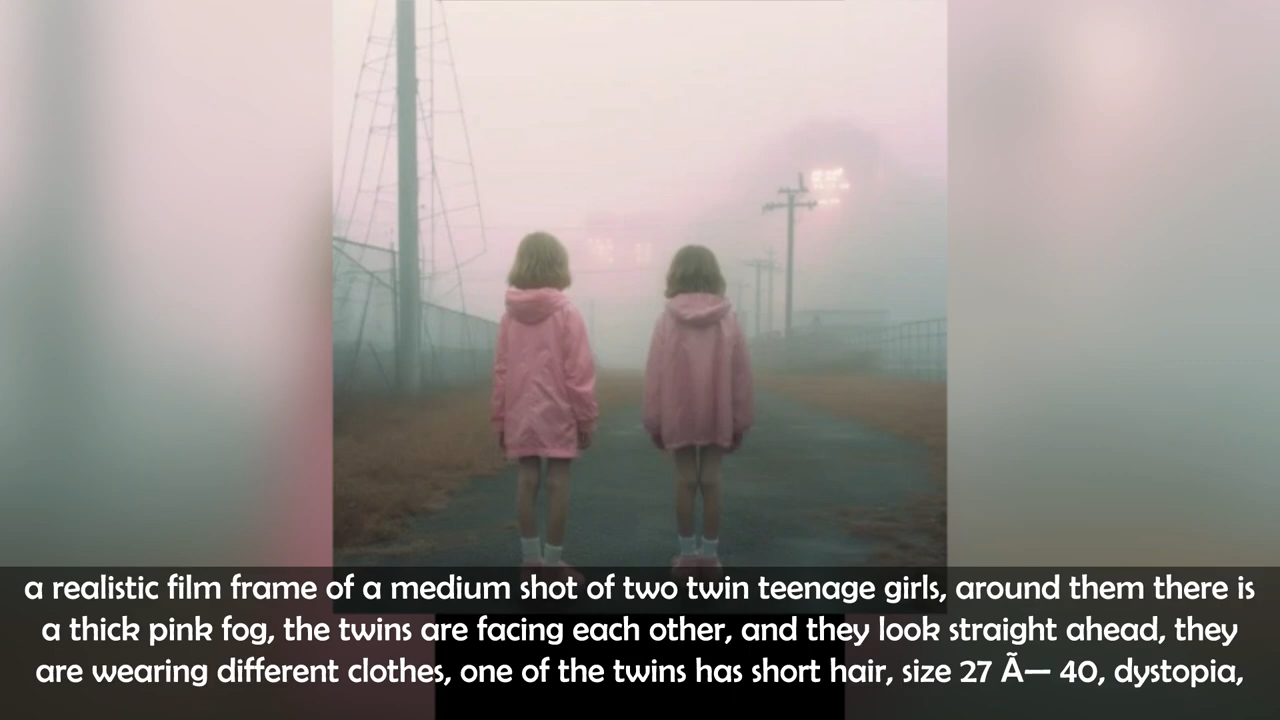 a realistic film frame of a medium shot of two twin teenage girls, around them there is
a thick pink fog, the twins are facing each other, and they look straight ahead, they
are wearing different clothes, one of the twins has short hair, size 27 Ã— 40, dystopia,